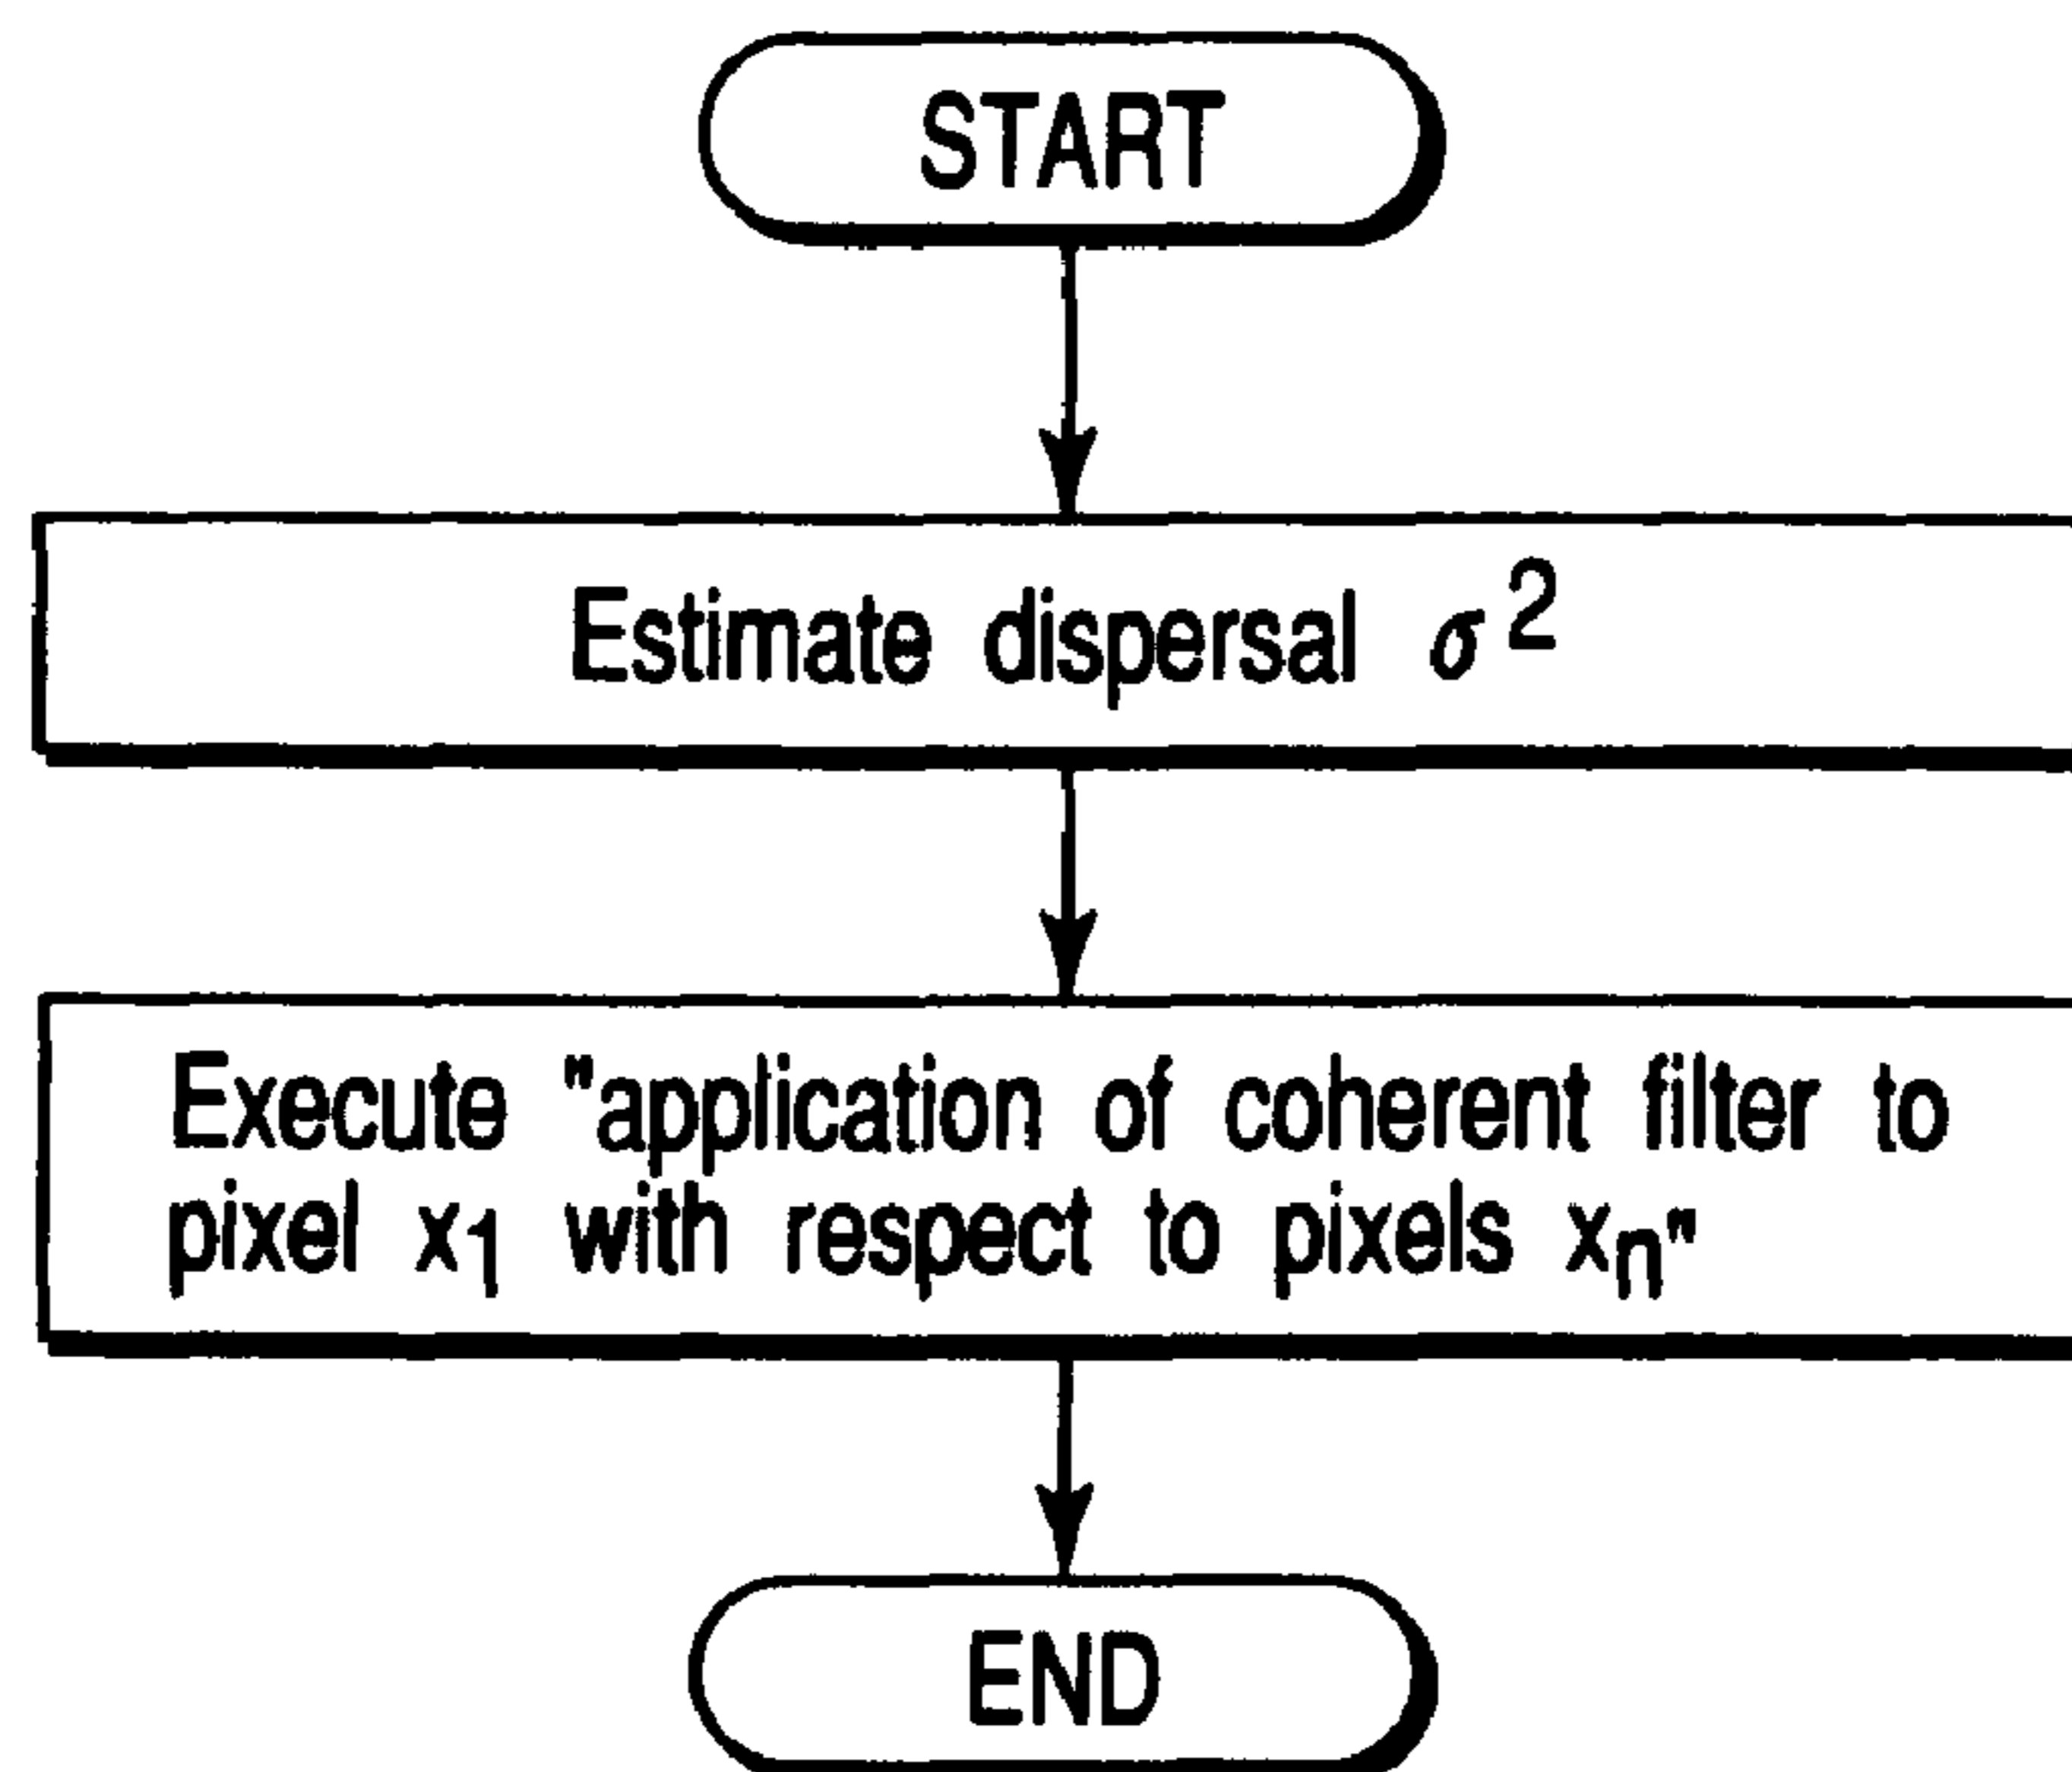 START
Estimate dispersal σ²
Execute "application of coherent filter to
pixel x₁ with respect to pixels xₙ"
END